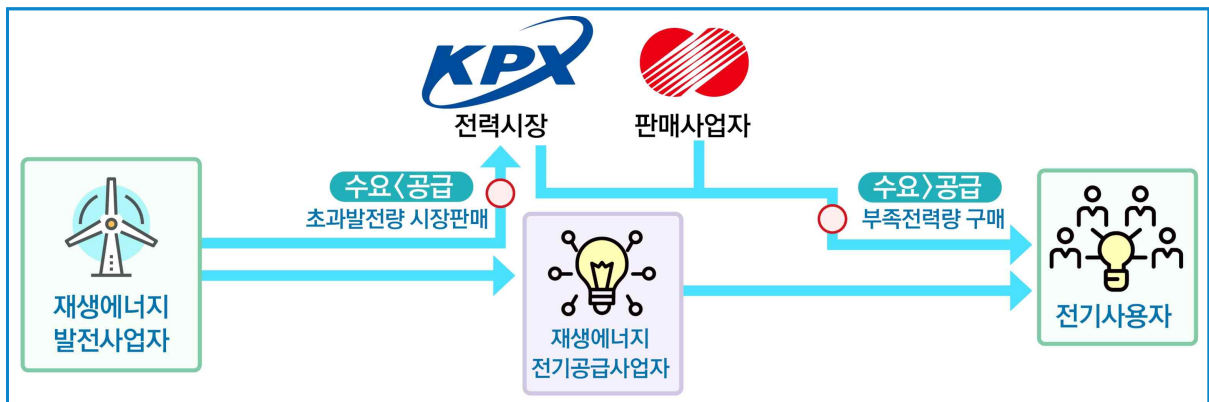 KPX
전력시장
판매사업자
수요<공급
초과발전량 시장판매
수요>공급
부족전력량 구매
재생에너지
발전사업자
재생에너지
전기공급사업자
전기사용자